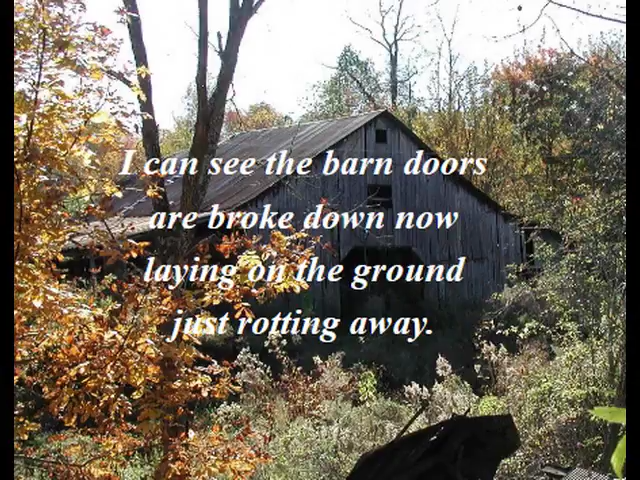 I can see the barn doors
are broke down now
laying on the ground
just rotting away.